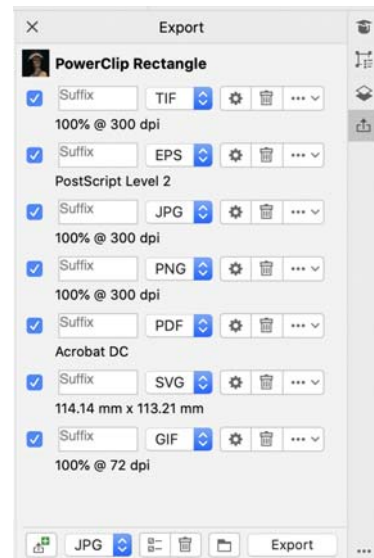 Export
PowerClip Rectangle
Suffix TIF
100% @ 300 dpi
Suffix EPS
PostScript Level 2
Suffix JPG
100% @ 300 dpi
Suffix PNG
100% @ 300 dpi
Suffix PDF
Acrobat DC
Suffix SVG
114.14 mm x 113.21 mm
Suffix GIF
100% @ 72 dpi
JPG Export